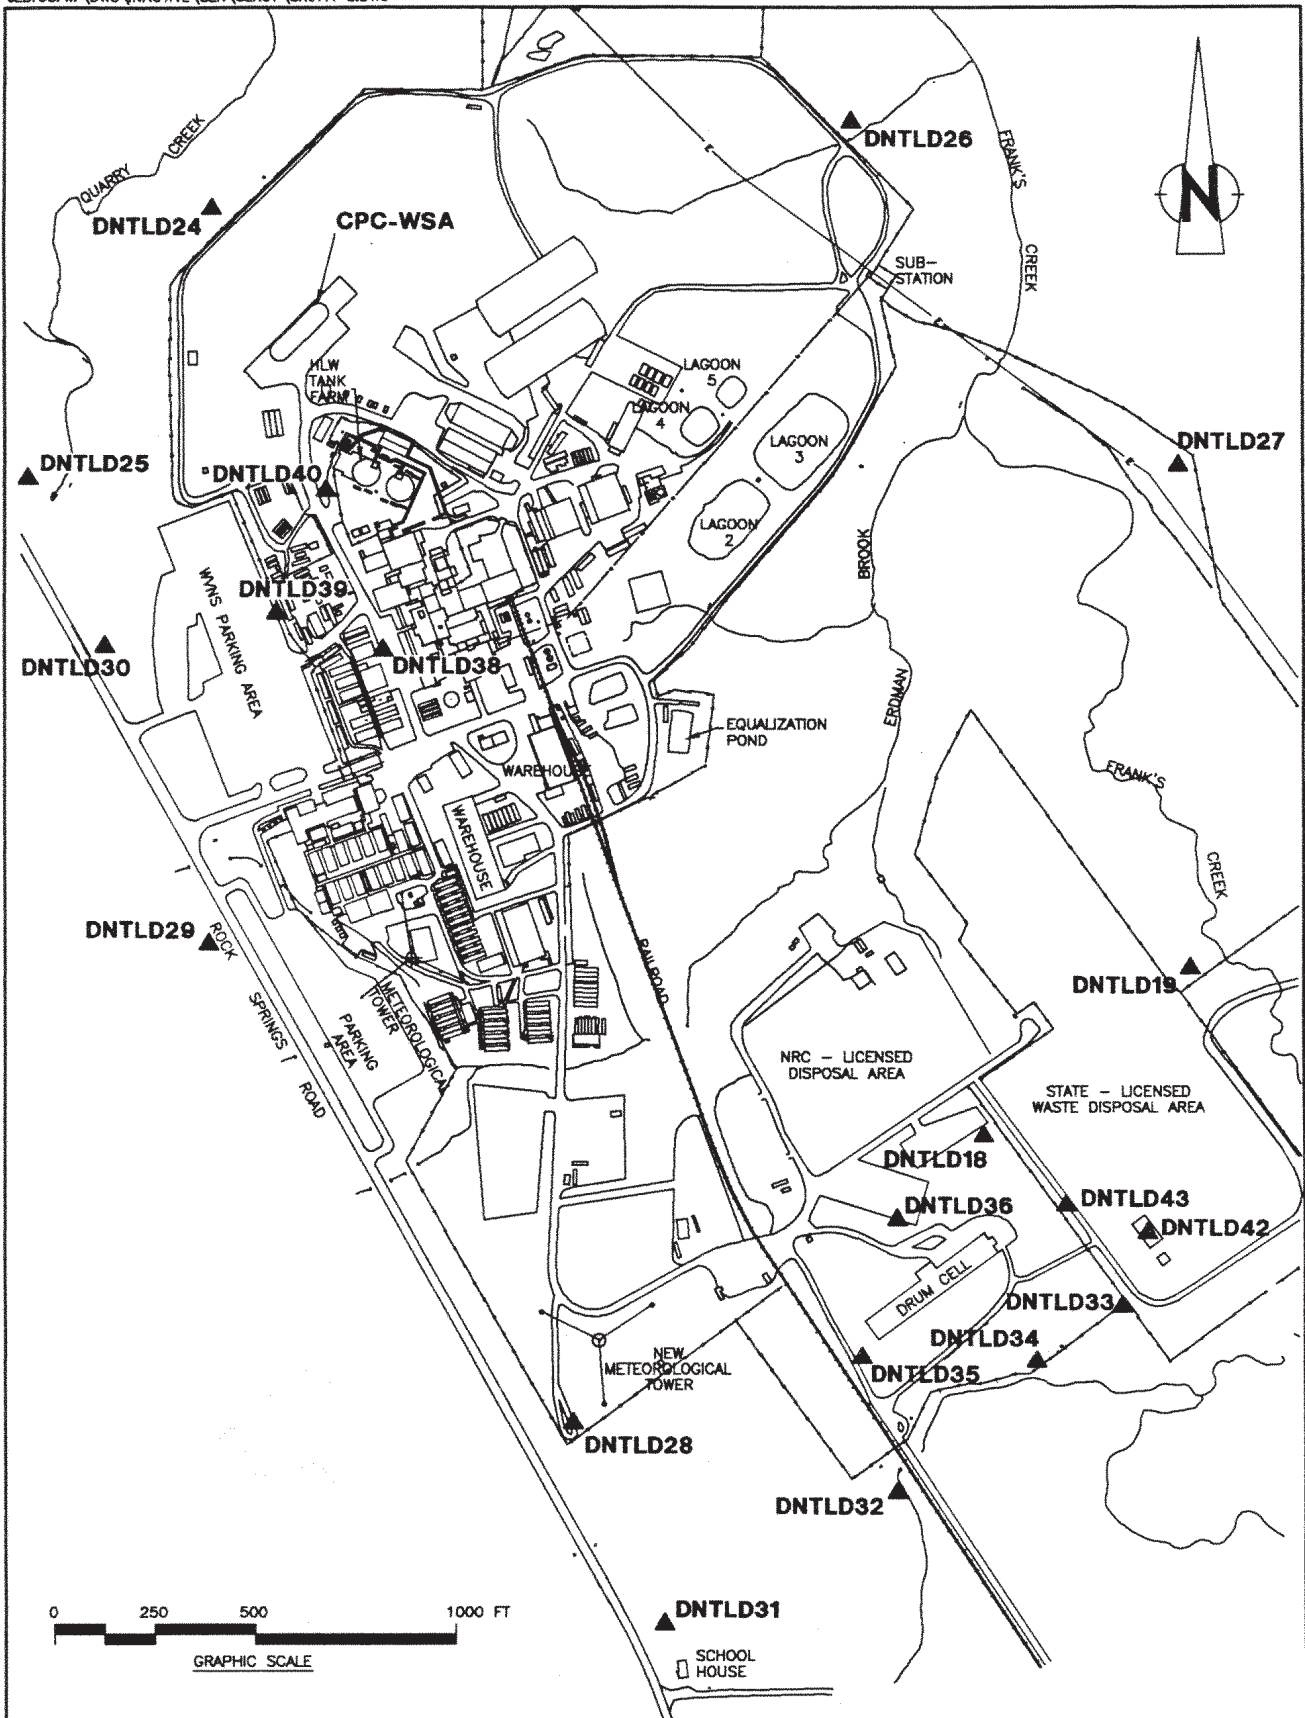 DNTLD26
FRANK'S
CREEK
N
QUARRY
CREEK
DNTLD24
CPC-WSA
SUB-
STATION
HLW
TANK
FARM
LAGOON
5
LAGOON
4
LAGOON
3
LAGOON
2
DNTLD25
DNTLD40
DNTLD27
BROOK
ERDMAN
DNTLD39
WVNS PARKING AREA
DNTLD30
DNTLD38
EQUALIZATION
POND
WAREHOUSE
WAREHOUSE
FRANK'S
CREEK
DNTLD29
ROCK
SPRINGS
ROAD
METEOROLOGICAL
TOWER
PARKING
AREA
RAILROAD
DNTLD19
NRC – LICENSED
DISPOSAL AREA
STATE – LICENSED
WASTE DISPOSAL AREA
DNTLD18
DNTLD36
DNTLD43
DNTLD42
DRUM CELL
DNTLD33
DNTLD34
DNTLD35
NEW
METEOROLOGICAL
TOWER
DNTLD28
DNTLD32
DNTLD31
SCHOOL
HOUSE
0 250 500 1000 FT
GRAPHIC SCALE